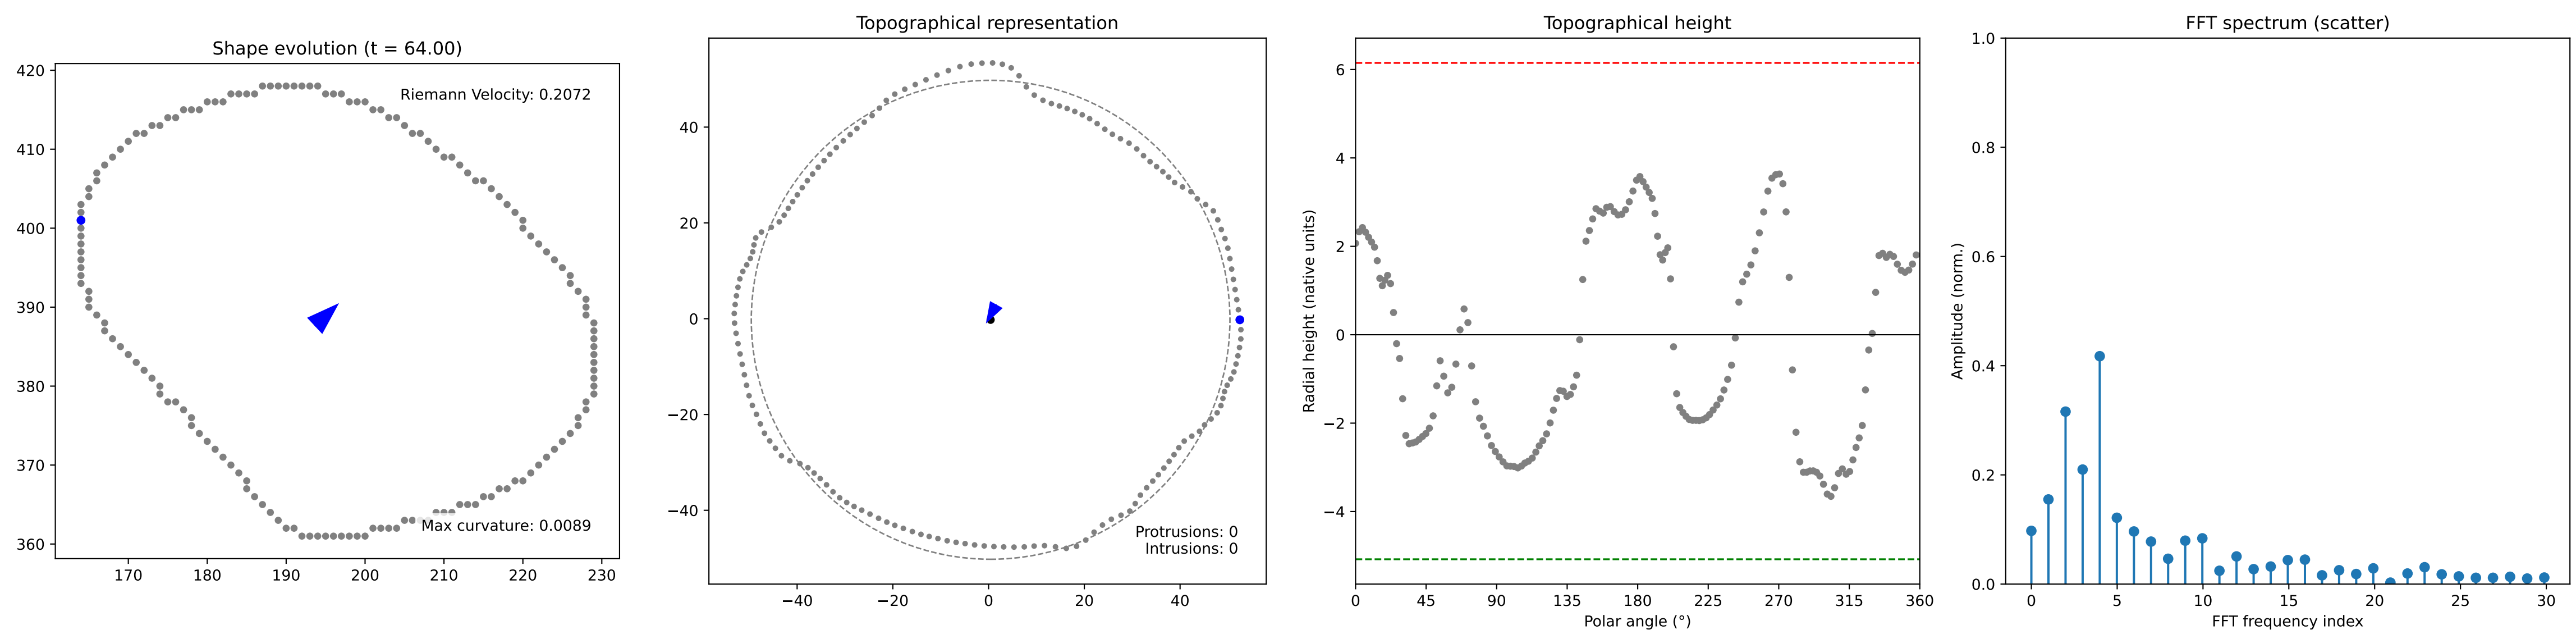 Shape evolution (t = 64.00)
420
410
400
390
380
370
360
170 180 190 200 210 220 230
Riemann Velocity: 0.2072
Max curvature: 0.0089
Topographical representation
40
20
0
−20
−40
−40 −20 0 20 40
Protrusions: 0
Intrusions: 0
Topographical height
Radial height (native units)
6
4
2
0
−2
−4
0 45 90 135 180 225 270 315 360
Polar angle (°)
FFT spectrum (scatter)
Amplitude (norm.)
1.0
0.8
0.6
0.4
0.2
0.0
0 5 10 15 20 25 30
FFT frequency index